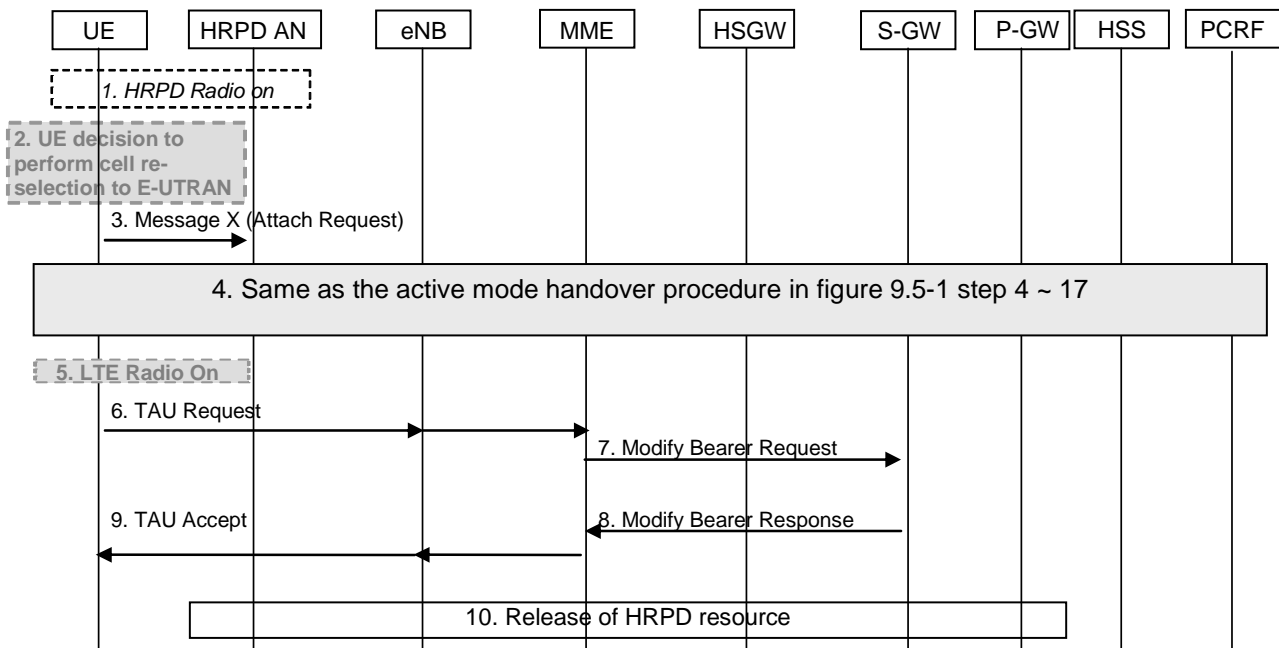 UE HRPD AN eNB MME HSGW S-GW P-GW HSS PCRF
1. HRPD Radio on
2. UE decision to
perform cell re-
selection to E-UTRAN
3. Message X (Attach Request)
4. Same as the active mode handover procedure in figure 9.5-1 step 4 ~ 17
5. LTE Radio On
6. TAU Request
7. Modify Bearer Request
9. TAU Accept
8. Modify Bearer Response
10. Release of HRPD resource